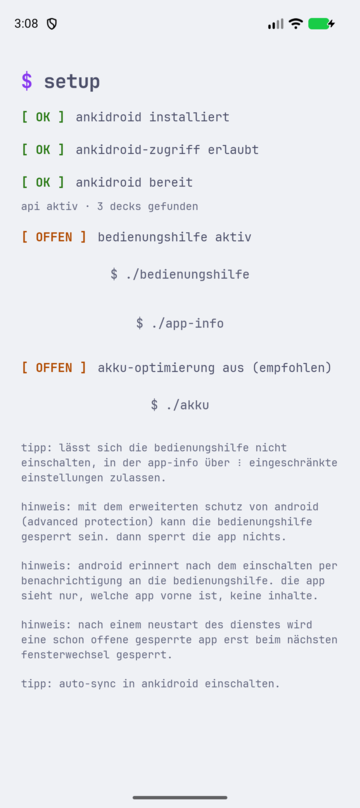 3:08
$ setup
[ OK ] ankidroid installiert
[ OK ] ankidroid-zugriff erlaubt
[ OK ] ankidroid bereit
api aktiv · 3 decks gefunden
[ OFFEN ] bedienungshilfe aktiv
$ ./bedienungshilfe
$ ./app-info
[ OFFEN ] akku-optimierung aus (empfohlen)
$ ./akku
tipp: lässt sich die bedienungshilfe nicht
einschalten, in der app-info über ⋮ eingeschränkte
einstellungen zulassen.
hinweis: mit dem erweiterten schutz von android
(advanced protection) kann die bedienungshilfe
gesperrt sein. dann sperrt die app nichts.
hinweis: android erinnert nach dem einschalten per
benachrichtigung an die bedienungshilfe. die app
sieht nur, welche app vorne ist, keine inhalte.
hinweis: nach einem neustart des dienstes wird
eine schon offene gesperrte app erst beim nächsten
fensterwechsel gesperrt.
tipp: auto-sync in ankidroid einschalten.